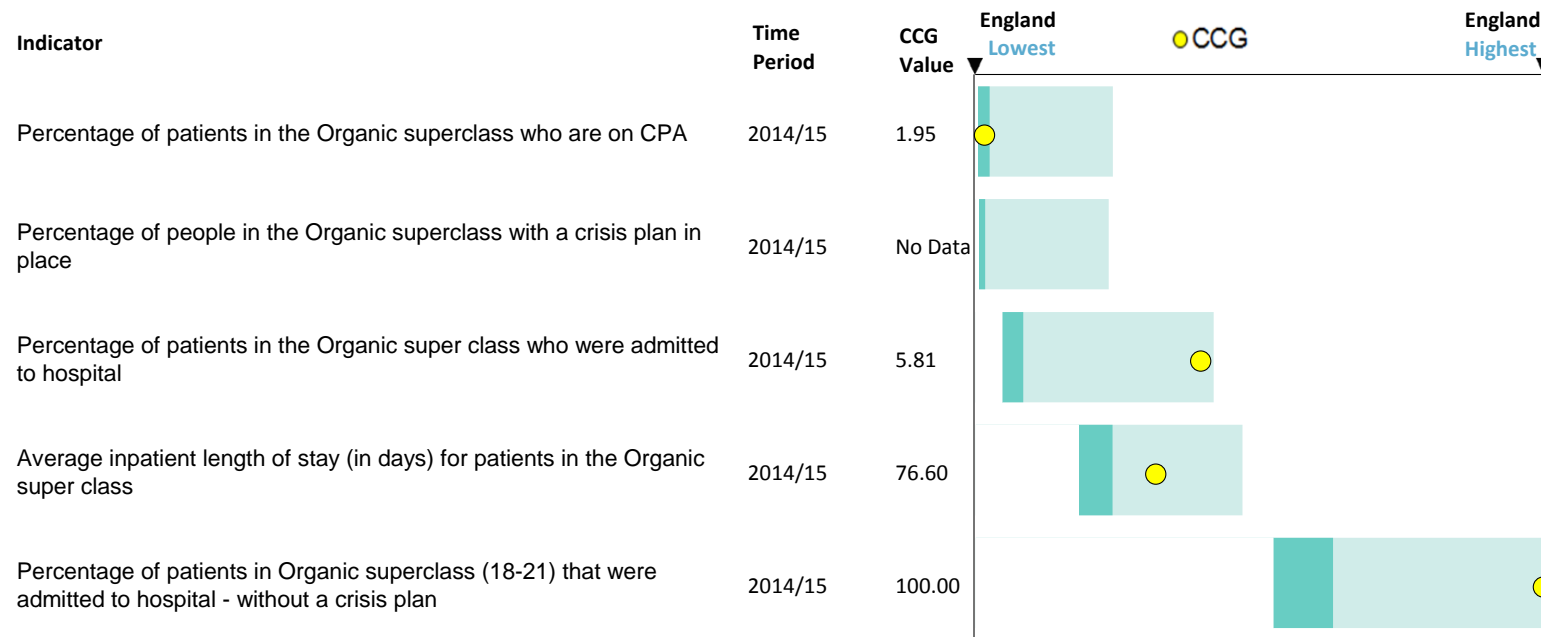 Indicator
Time Period
CCG Value
England Lowest
CCG
England Highest
Percentage of patients in the Organic superclass who are on CPA
2014/15
1.95
Percentage of people in the Organic superclass with a crisis plan in
place
2014/15
No Data
Percentage of patients in the Organic super class who were admitted
to hospital
2014/15
5.81
Average inpatient length of stay (in days) for patients in the Organic
super class
2014/15
76.60
Percentage of patients in Organic superclass (18-21) that were
admitted to hospital - without a crisis plan
2014/15
100.00